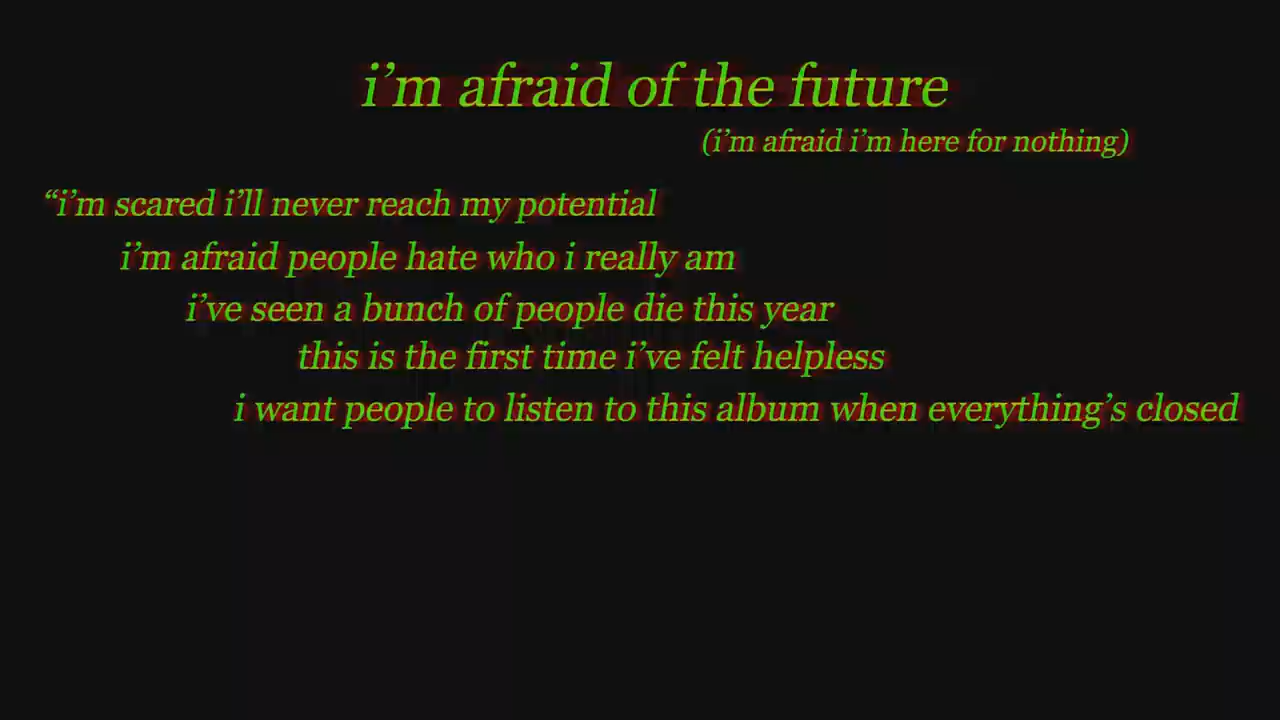 i’m afraid of the future
(i’m afraid i’m here for nothing)
“i’m scared i’ll never reach my potential
i’m afraid people hate who i really am
i’ve seen a bunch of people die this year
this is the first time i’ve felt helpless
i want people to listen to this album when everything’s closed